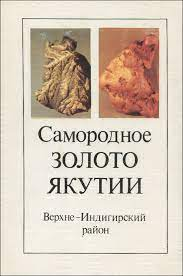 Самородное
ЗОЛОТО
ЯКУТИИ
Верхне-Индигирский
район